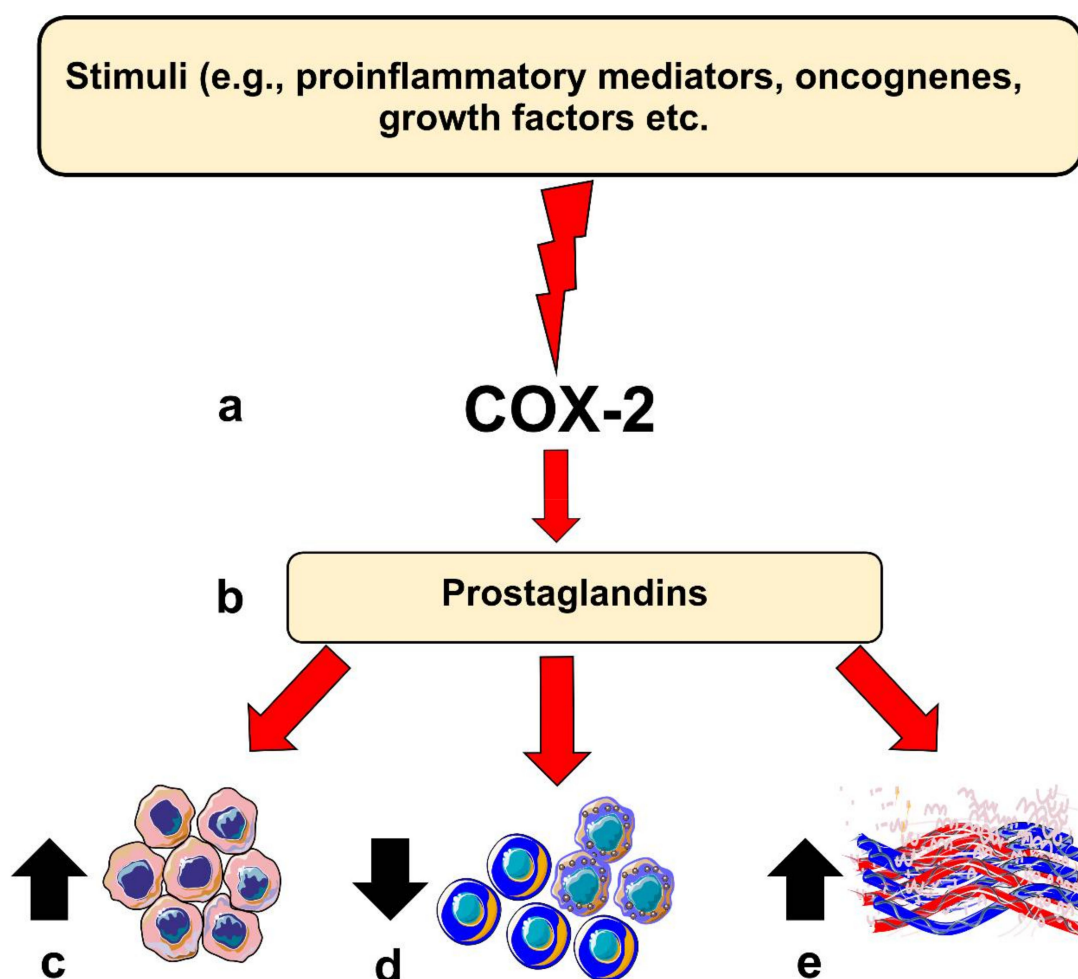 Stimuli (e.g., proinflammatory mediators, oncognenes,
growth factors etc.
a
COX-2
b
Prostaglandins
c
d
e